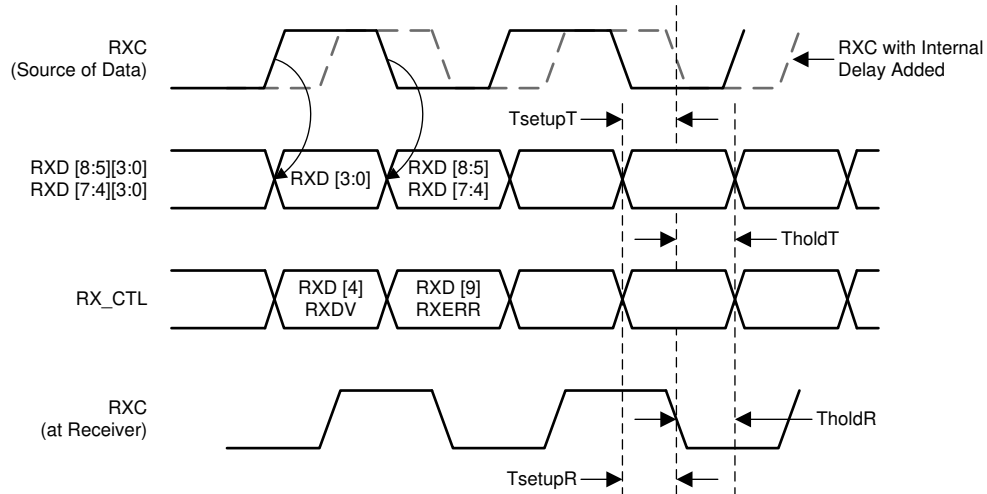 RXC
(Source of Data)
RXC with Internal
Delay Added
TsetupT
RXD [8:5][3:0]
RXD [7:4][3:0]
RXD [3:0]
RXD [8:5]
RXD [7:4]
TholdT
RX_CTL
RXD [4]
RXDV
RXD [9]
RXERR
RXC
(at Receiver)
TholdR
TsetupR